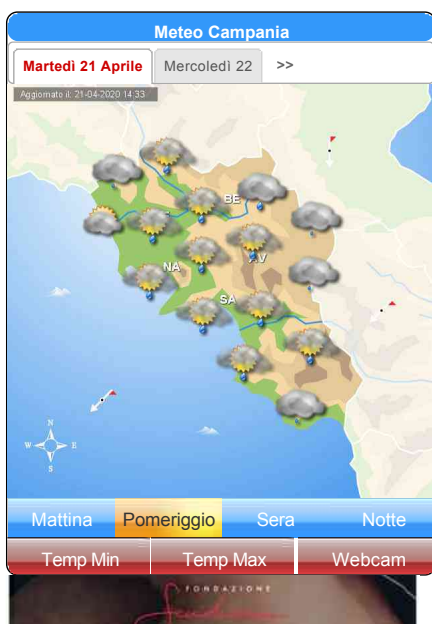 Meteo Campania
Martedì 21 Aprile Mercoledì 22 >>
Aggiornato il: 21-04-2020 14:33
BE
AV
NA
SA
N
W E
S
Mattina Pomeriggio Sera Notte
Temp Min Temp Max Webcam
FONDAZIONE